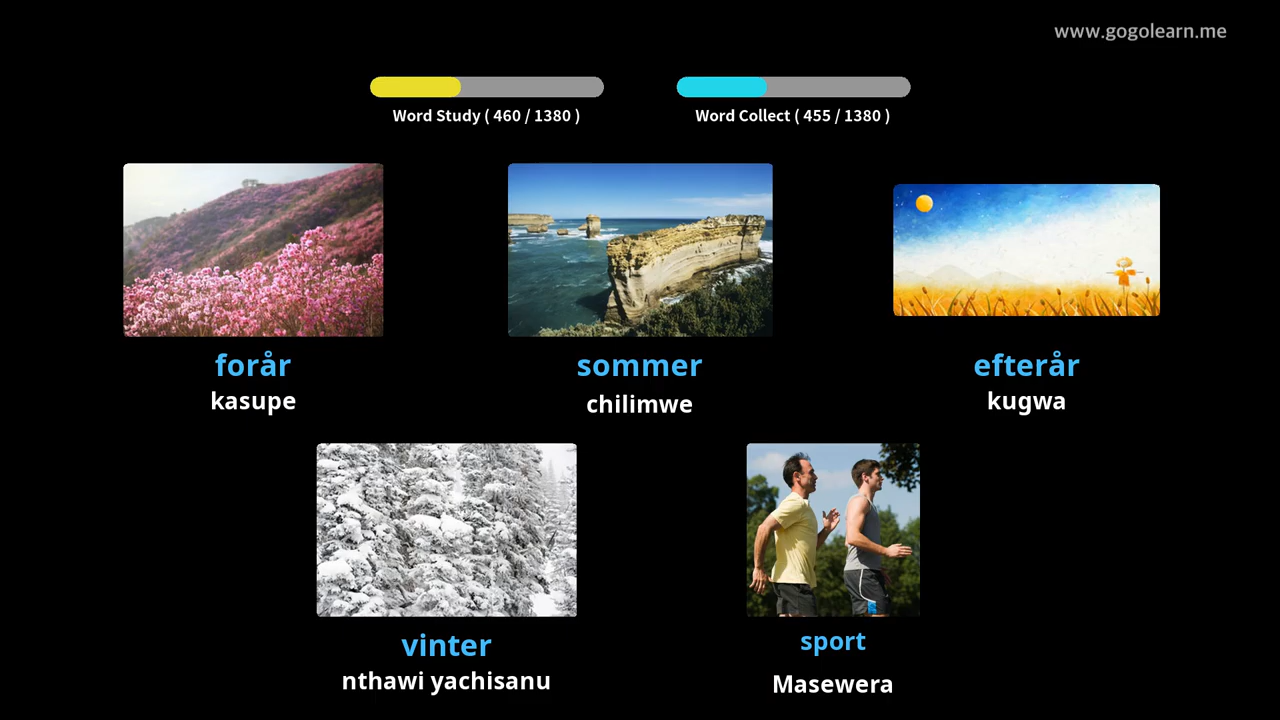 www.gogolearn.me
Word Study ( 460 / 1380 )
Word Collect ( 455 / 1380 )
forår
kasupe
sommer
chilimwe
efterår
kugwa
vinter
nthawi yachisanu
sport
Masewera